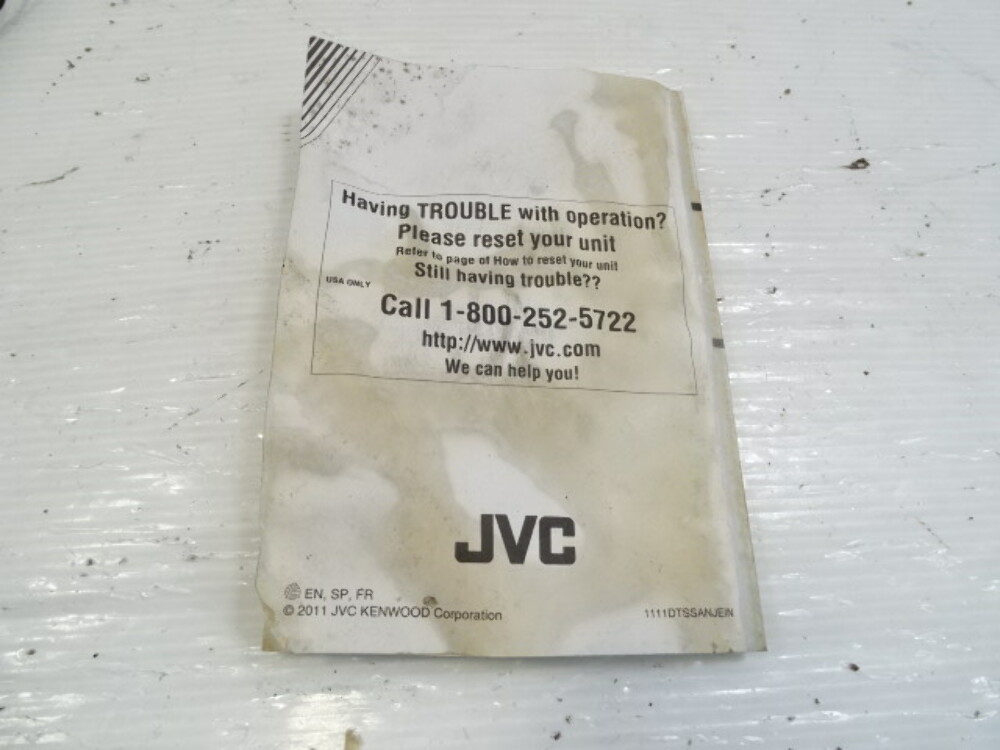 Having TROUBLE with operation?
Please reset your unit
Refer to page of How to reset your unit
Still having trouble??
USA ONLY
Call 1-800-252-5722
http://www.jvc.com
We can help you!
JVC
EN, SP, FR
© 2011 JVC KENWOOD Corporation
1111DTSSANJEIN